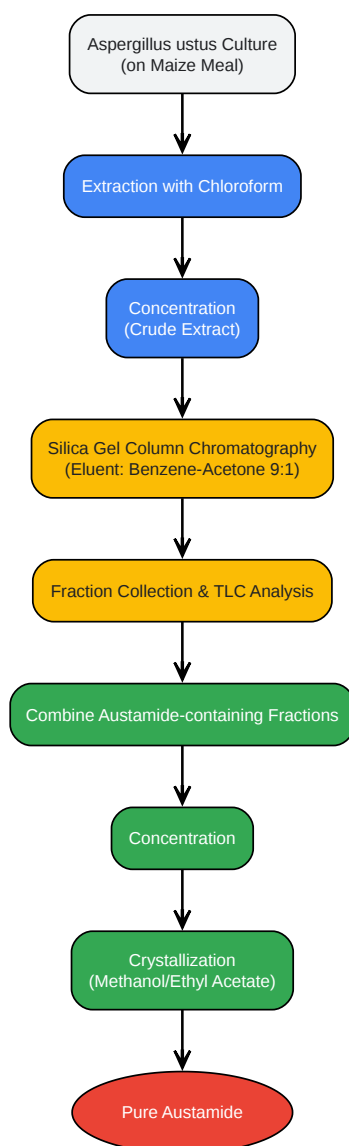 Aspergillus ustus Culture
(on Maize Meal)
Extraction with Chloroform
Concentration
(Crude Extract)
Silica Gel Column Chromatography
(Eluent: Benzene-Acetone 9:1)
Fraction Collection & TLC Analysis
Combine Austamide-containing Fractions
Concentration
Crystallization
(Methanol/Ethyl Acetate)
Pure Austamide